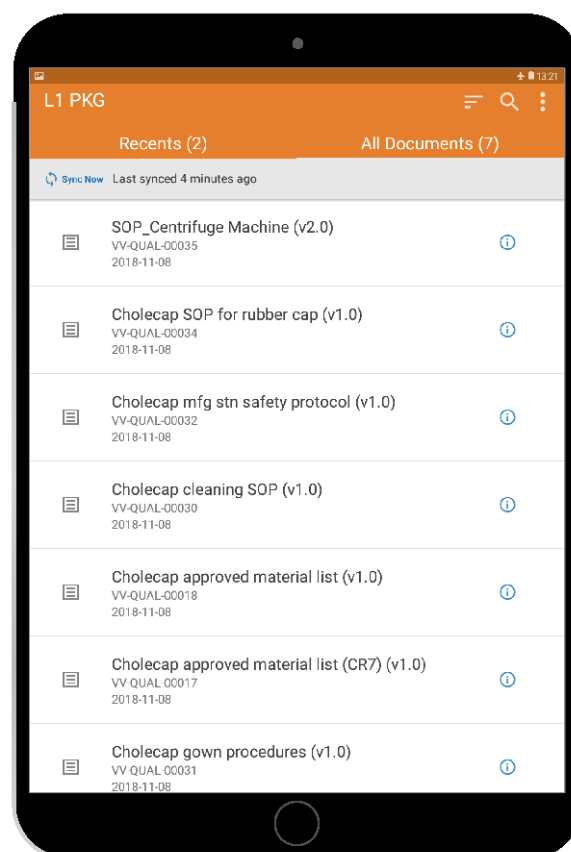 13:21
L1 PKG
Recents (2) All Documents (7)
Sync Now Last synced 4 minutes ago
SOP_Centrifuge Machine (v2.0)
VV-QUAL-00035
2018-11-08
Cholecap SOP for rubber cap (v1.0)
VV-QUAL-00034
2018-11-08
Cholecap mfg stn safety protocol (v1.0)
VV-QUAL-00032
2018-11-08
Cholecap cleaning SOP (v1.0)
VV-QUAL-00030
2018-11-08
Cholecap approved material list (v1.0)
VV-QUAL-00018
2018-11-08
Cholecap approved material list (CR7) (v1.0)
VV-QUAL-00017
2018-11-08
Cholecap gown procedures (v1.0)
VV-QUAL-00031
2018-11-08